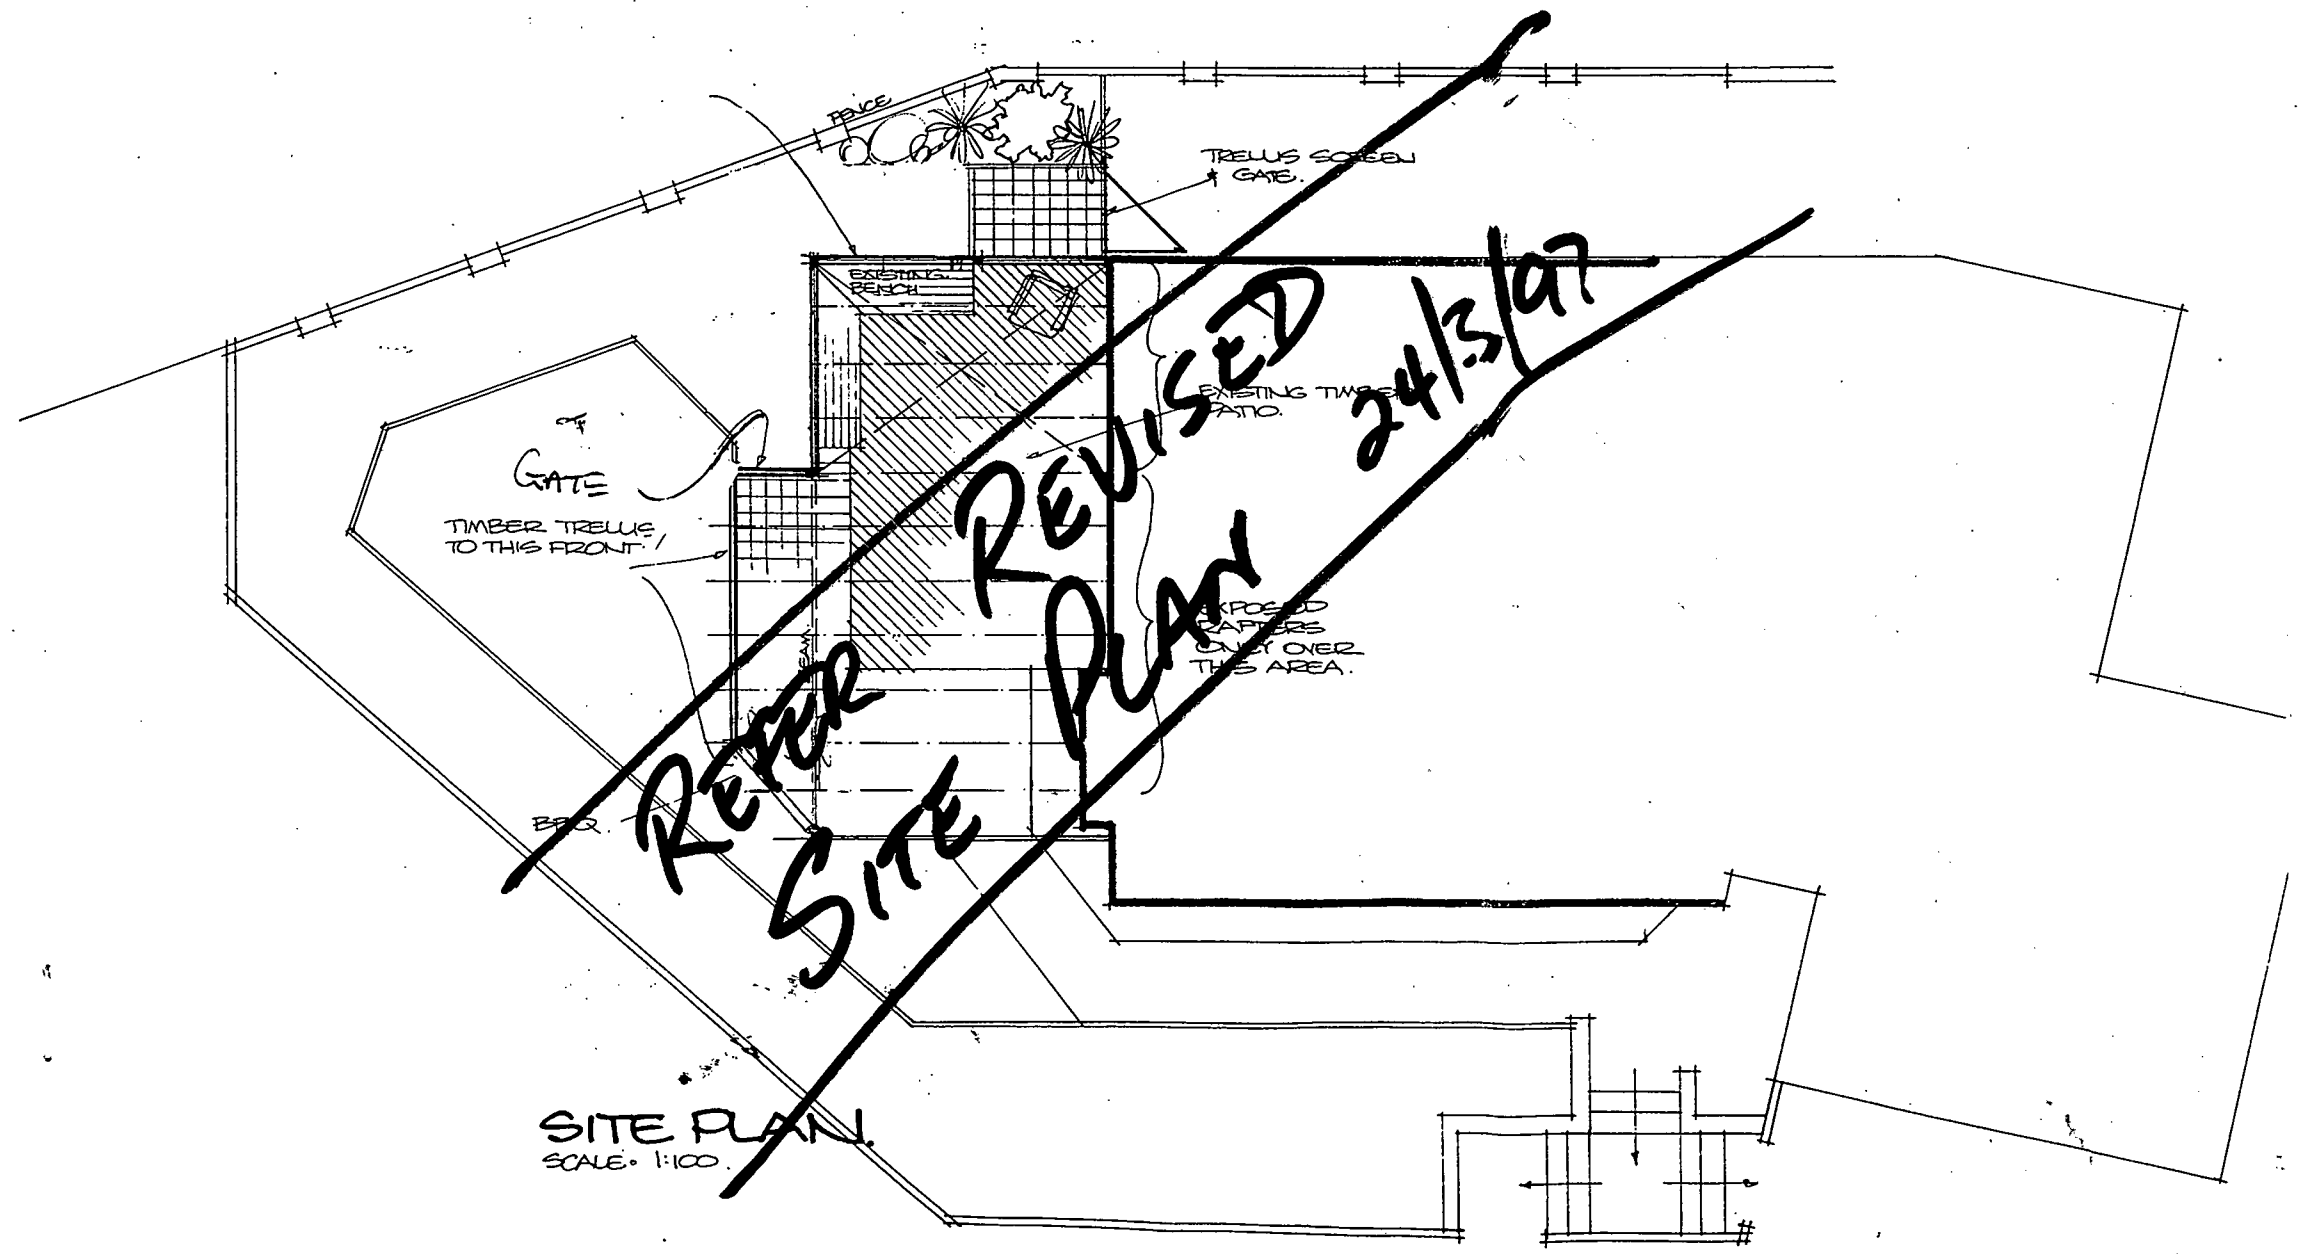 FENCE
TRELLIS SCREEN
& GATE.
EXISTING
BENCH
EXISTING TIMBER
PATIO.
& 
GATE
TIMBER TRELLIS
TO THIS FRONT.
EXPOSED
RAFTERS
ONLY OVER
THIS AREA.
BEAM
BBQ.
REFER REVISED
SITE PLAN 24/3/97
SITE PLAN.
SCALE: 1:100.